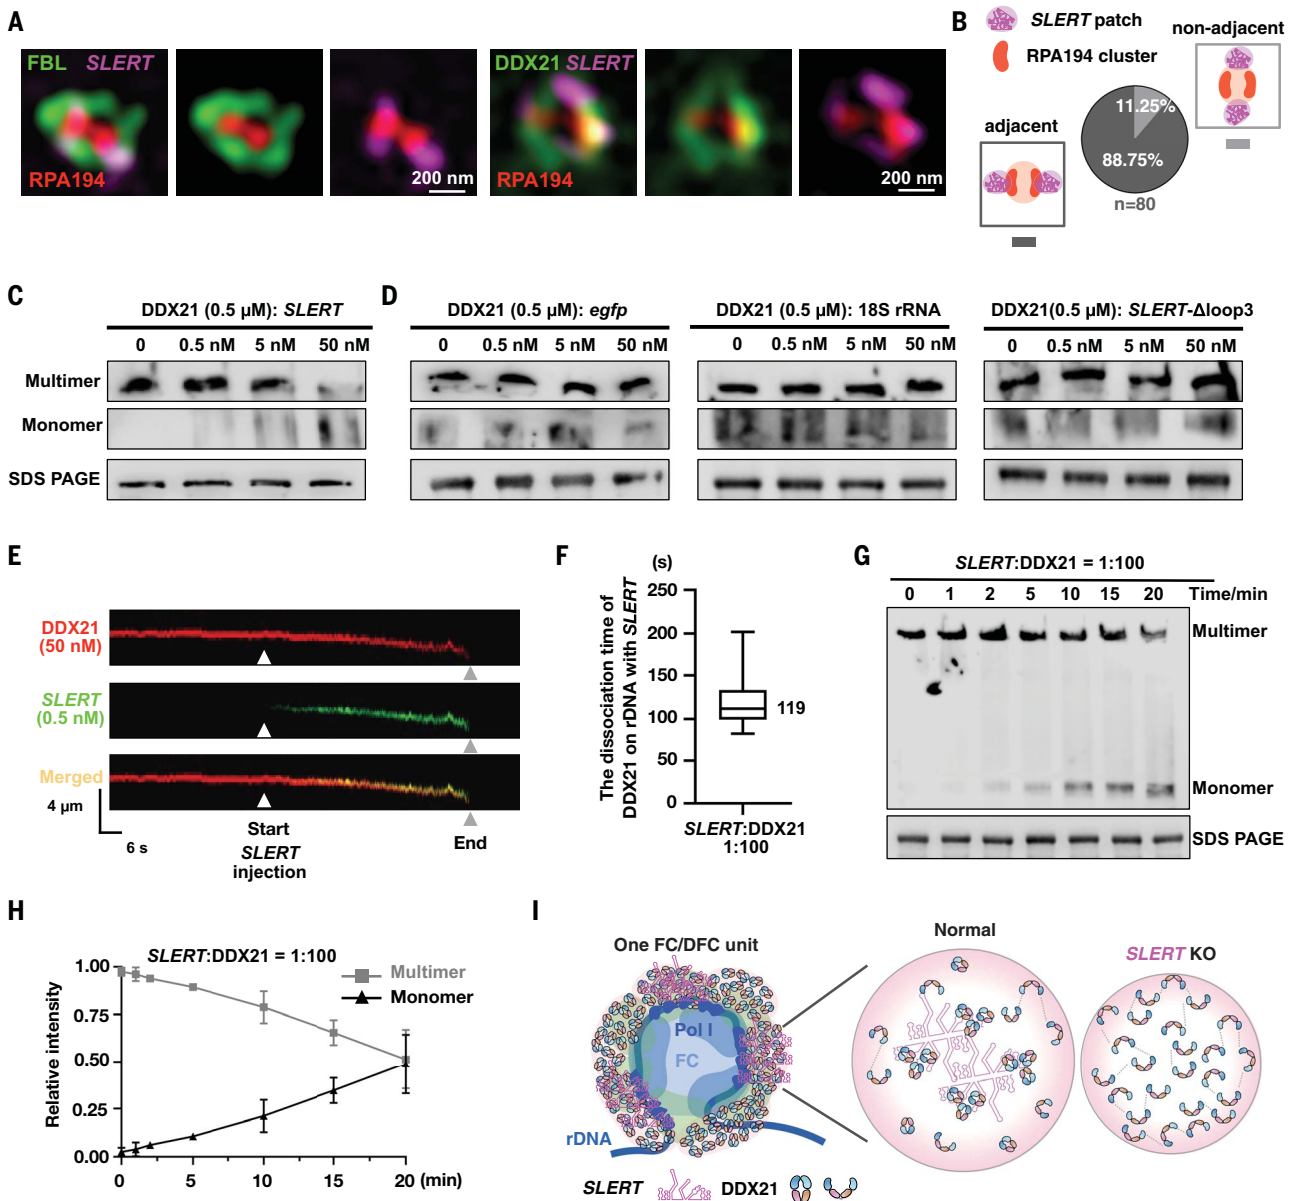 A
FBL SLERT
RPA194
200 nm
DDX21 SLERT
RPA194
200 nm
B
SLERT patch
RPA194 cluster
non-adjacent
adjacent
11.25%
88.75%
n=80
C
DDX21 (0.5 µM): SLERT
0 0.5 nM 5 nM 50 nM
Multimer
Monomer
SDS PAGE
D
DDX21 (0.5 µM): egfp
0 0.5 nM 5 nM 50 nM
DDX21 (0.5 µM): 18S rRNA
0 0.5 nM 5 nM 50 nM
DDX21(0.5 µM): SLERT-Δloop3
0 0.5 nM 5 nM 50 nM
E
DDX21
(50 nM)
SLERT
(0.5 nM)
Merged
4 µm
6 s
Start
SLERT
injection
End
F
(s)
The dissociation time of
DDX21 on rDNA with SLERT
250
200
150
100
50
0
119
SLERT:DDX21
1:100
G
SLERT:DDX21 = 1:100
0 1 2 5 10 15 20 Time/min
Multimer
Monomer
SDS PAGE
H
SLERT:DDX21 = 1:100
Multimer
Monomer
Relative intensity
1.00
0.75
0.50
0.25
0.00
0 5 10 15 20 (min)
I
One FC/DFC unit
Pol I
FC
rDNA
Normal
SLERT KO
SLERT
DDX21